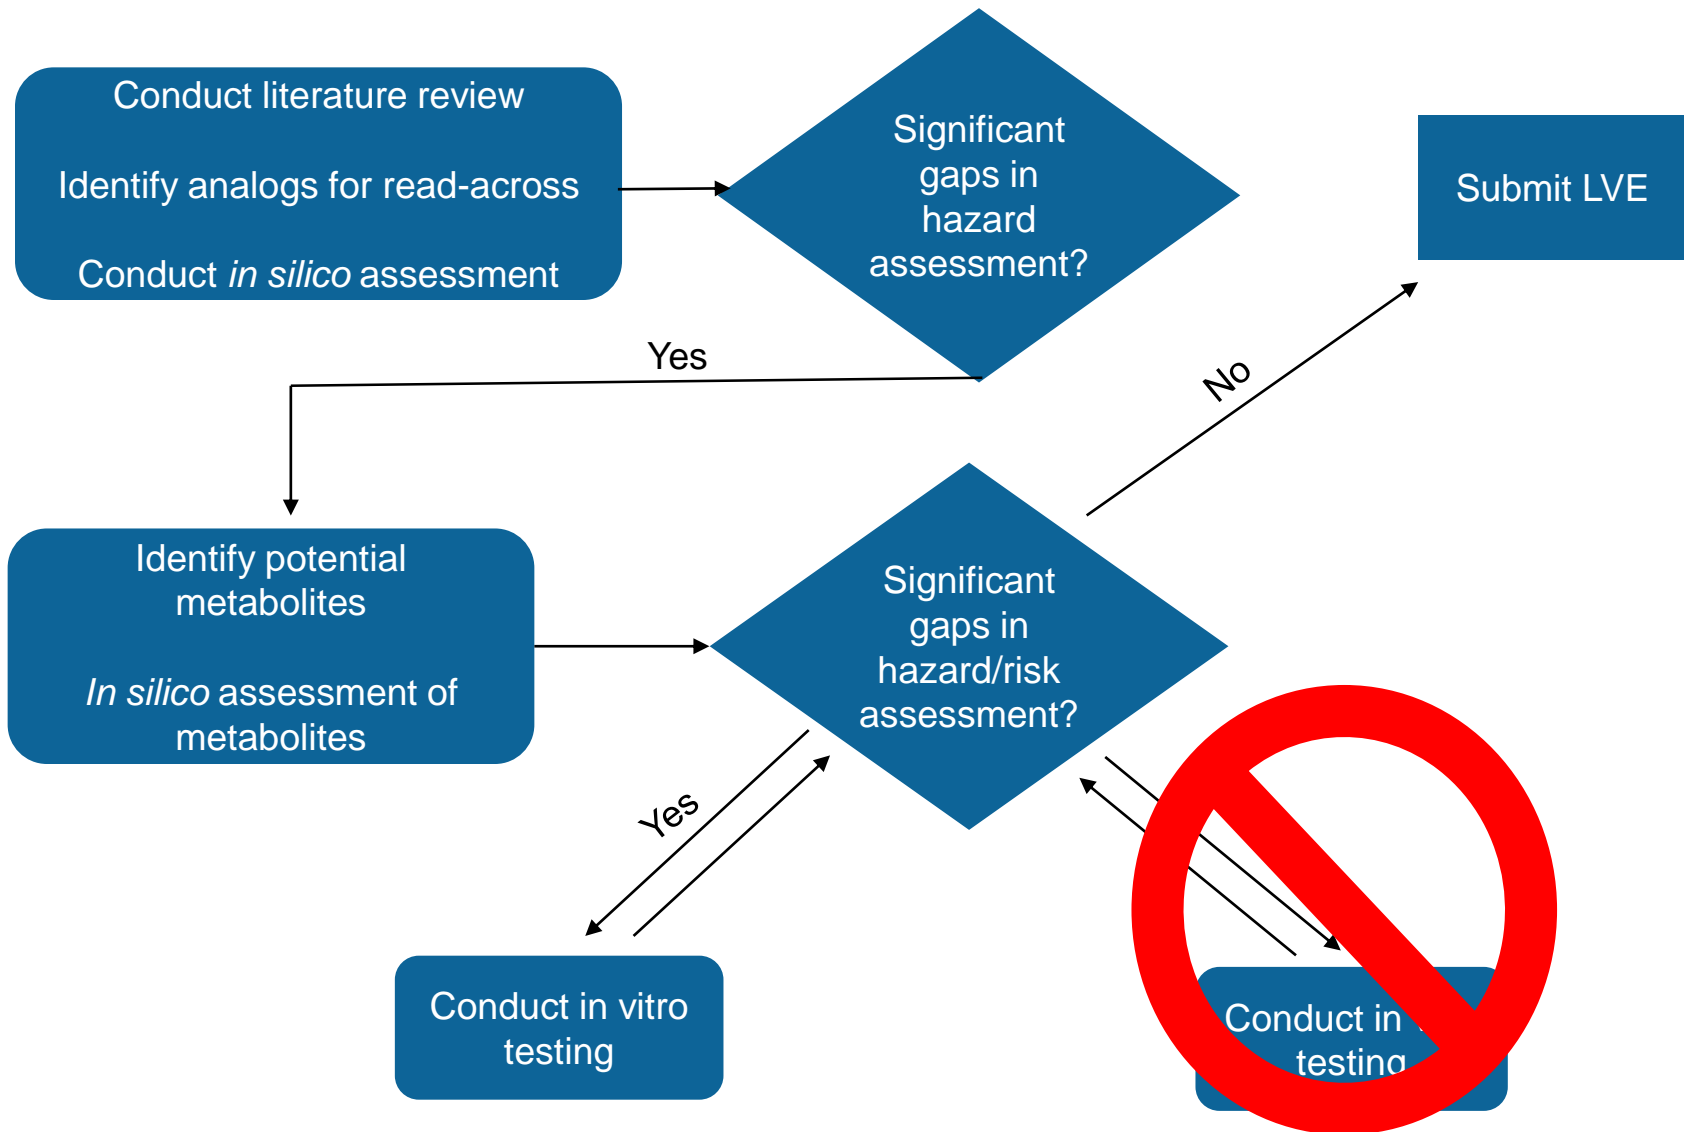 Conduct literature review
Identify analogs for read-across
Conduct in silico assessment
Significant
gaps in
hazard
assessment?
Submit LVE
Yes
No
Identify potential
metabolites
In silico assessment of
metabolites
Significant
gaps in
hazard/risk
assessment?
Yes
Conduct in vitro
testing
Conduct in
testing